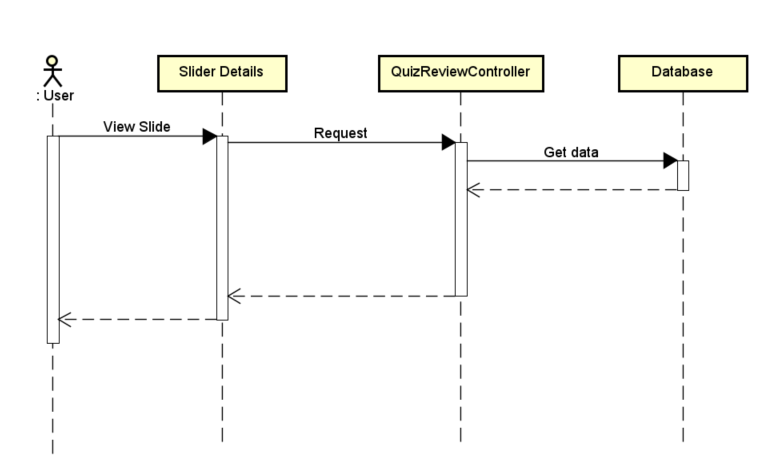 Slider Details
QuizReviewController
Database
: User
View Slide
Request
Get data